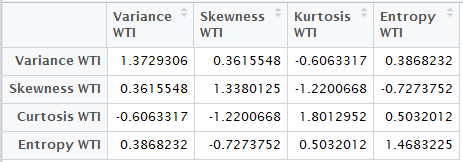 Variance WTI Skewness WTI Kurtosis WTI Entropy WTI
Variance WTI 1.3729306 0.3615548 -0.6063317 0.3868232
Skewness WTI 0.3615548 1.3380125 -1.2200668 -0.7273752
Curtosis WTI -0.6063317 -1.2200668 1.8012952 0.5032012
Entropy WTI 0.3868232 -0.7273752 0.5032012 1.4683225